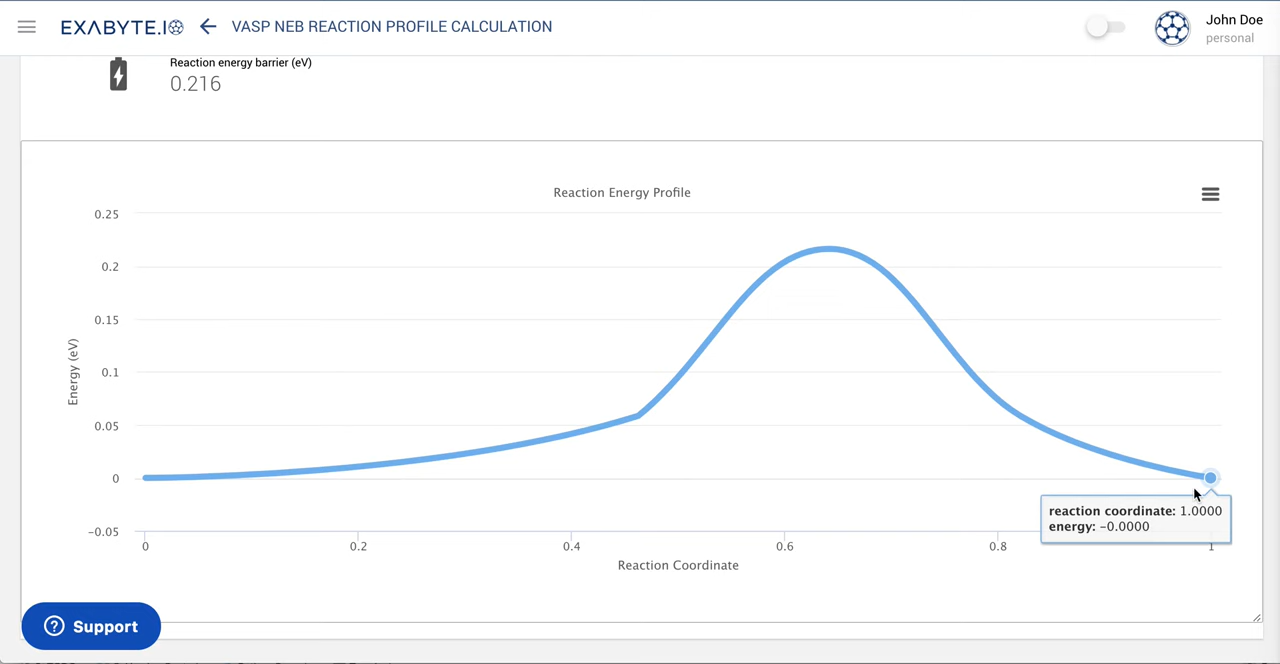 EXΛBYTE.IO VASP NEB REACTION PROFILE CALCULATION
John Doe
personal
Reaction energy barrier (eV)
0.216
Reaction Energy Profile
0.25
0.2
0.15
0.1
0.05
0
−0.05
Energy (eV)
reaction coordinate: 1.0000
energy: −0.0000
0 0.2 0.4 0.6 0.8 1
Reaction Coordinate
? Support